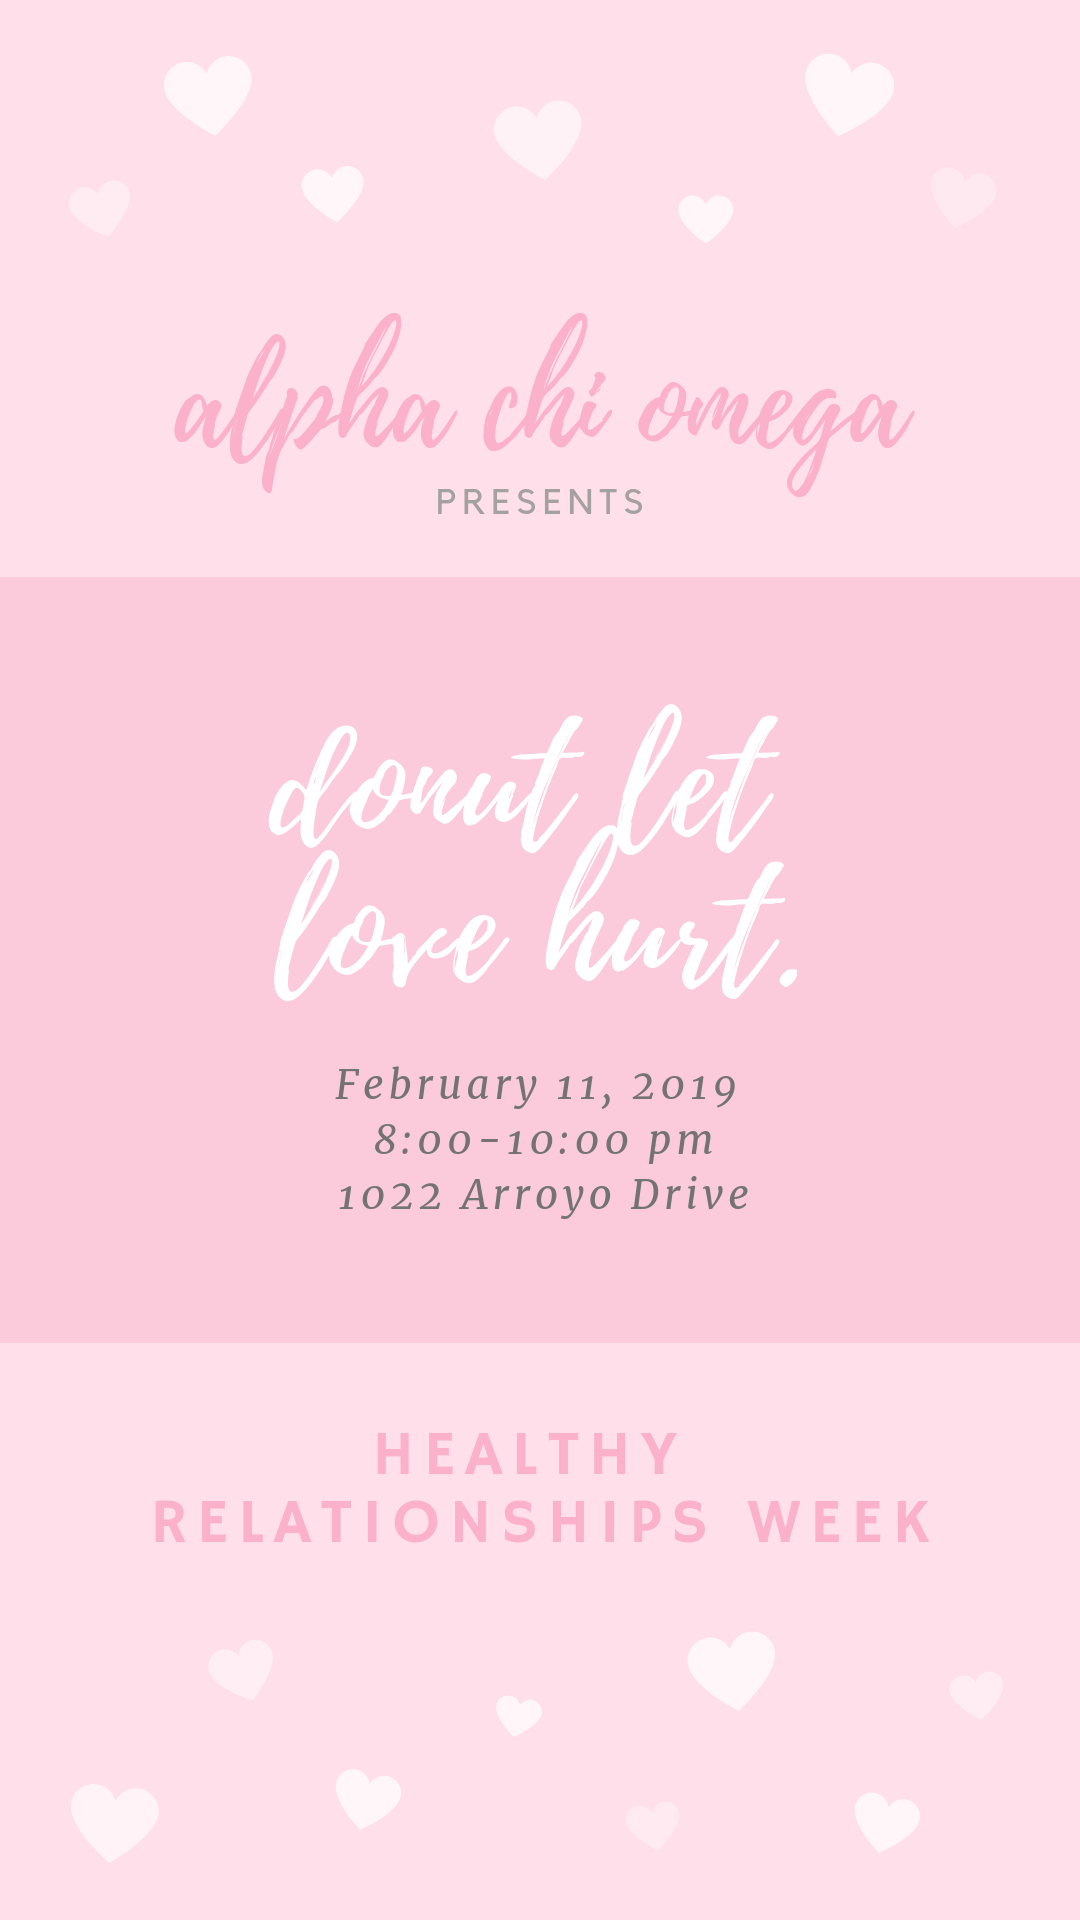 alpha chi omega
PRESENTS
donut let
love hurt.
February 11, 2019
8:00-10:00 pm
1022 Arroyo Drive
HEALTHY
RELATIONSHIPS WEEK